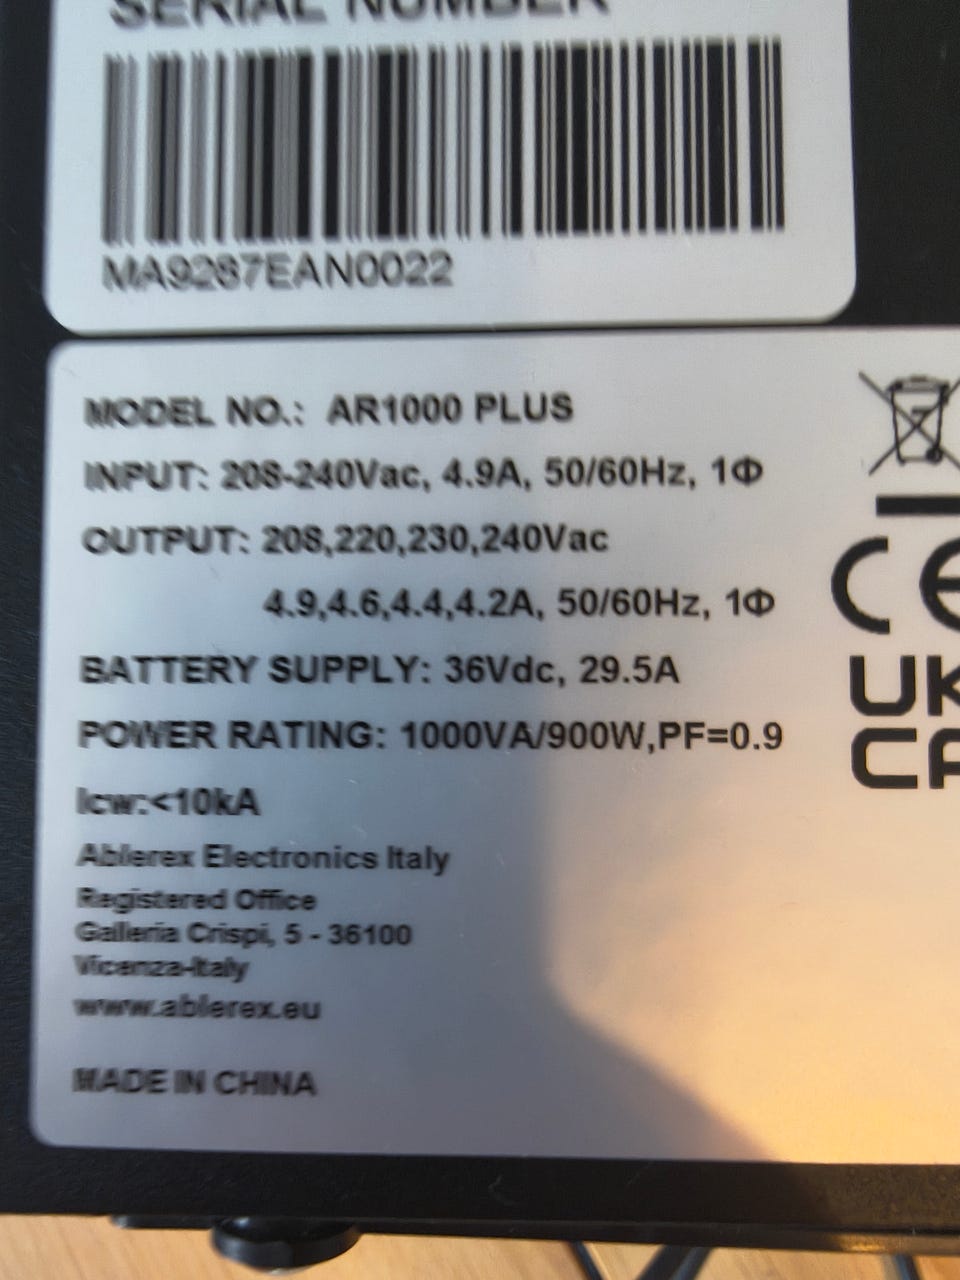 SERIAL NUMBER
MA9287EAN0022
MODEL NO.: AR1000 PLUS
INPUT: 208-240Vac, 4.9A, 50/60Hz, 1Φ
OUTPUT: 208,220,230,240Vac
4.9,4.6,4.4,4.2A, 50/60Hz, 1Φ
BATTERY SUPPLY: 36Vdc, 29.5A
POWER RATING: 1000VA/900W,PF=0.9
Icw:<10kA
Ablerex Electronics Italy
Registered Office
Galleria Crispi, 5 - 36100
Vicenza-Italy
www.ablerex.eu
MADE IN CHINA
CE
UK
CA